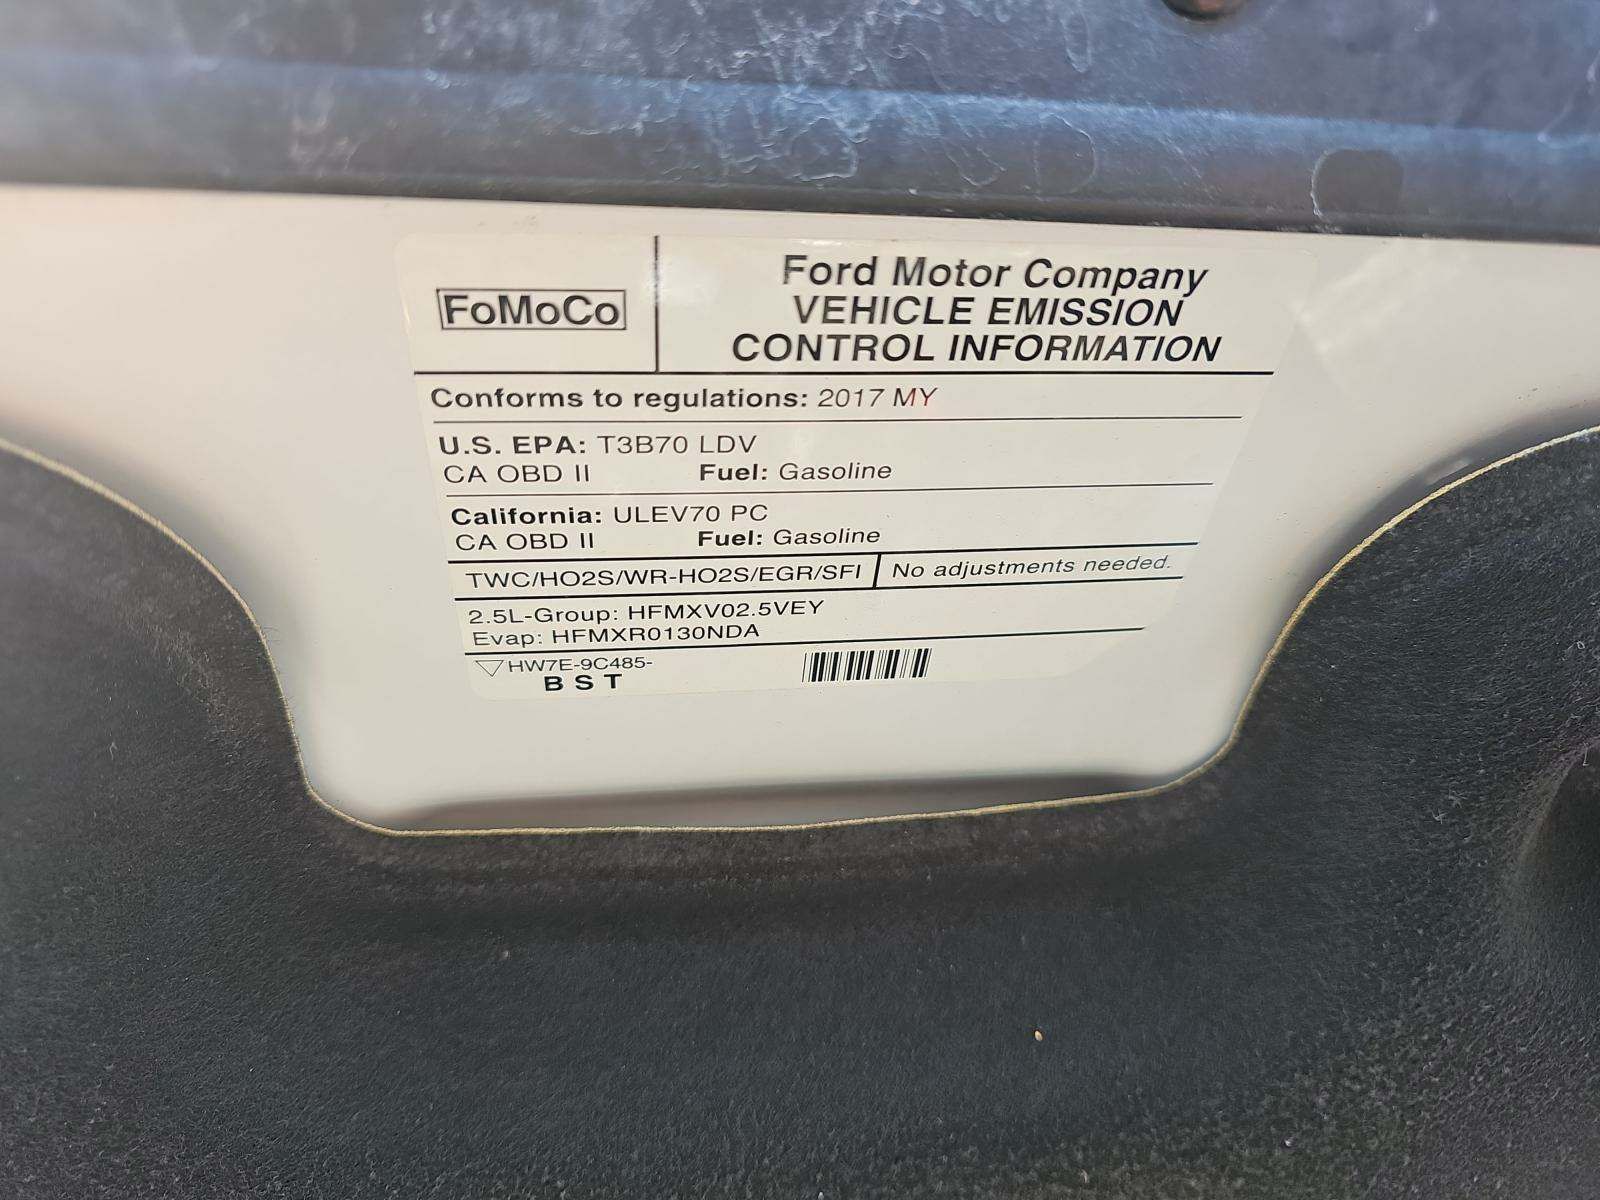 FoMoCo
Ford Motor Company
VEHICLE EMISSION
CONTROL INFORMATION
Conforms to regulations: 2017 MY
U.S. EPA: T3B70 LDV
CA OBD II Fuel: Gasoline
California: ULEV70 PC
CA OBD II Fuel: Gasoline
TWC/HO2S/WR-HO2S/EGR/SFI No adjustments needed.
2.5L-Group: HFMXV02.5VEY
Evap: HFMXR0130NDA
HW7E-9C485-
B S T